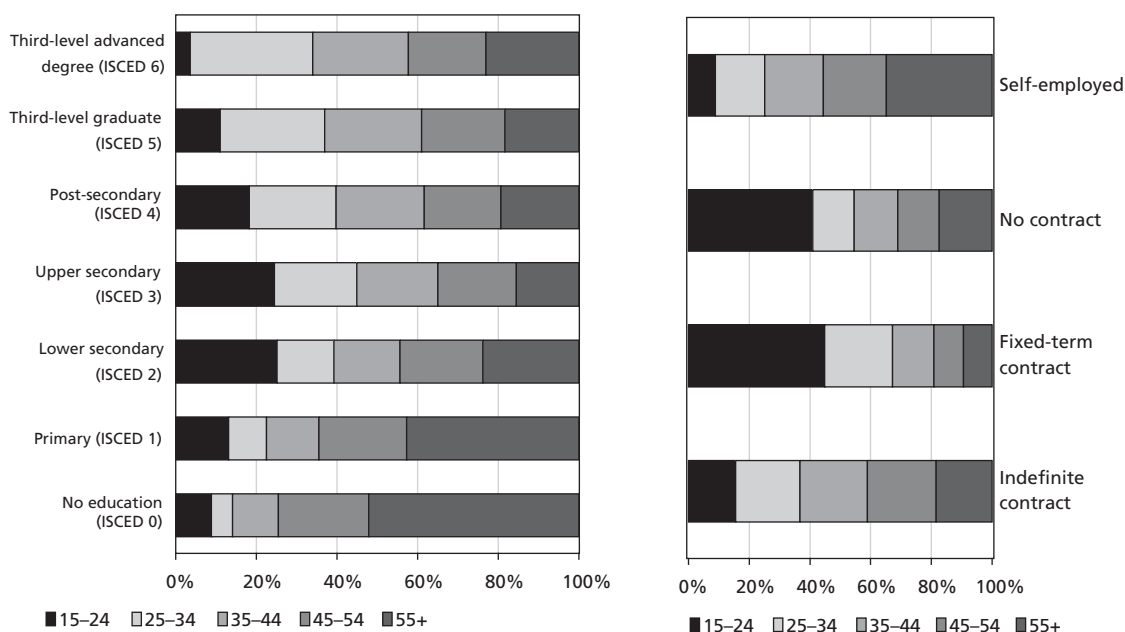 Third-level advanced
degree (ISCED 6)
Third-level graduate
(ISCED 5)
Post-secondary
(ISCED 4)
Upper secondary
(ISCED 3)
Lower secondary
(ISCED 2)
Primary (ISCED 1)
No education
(ISCED 0)
0% 20% 40% 60% 80% 100%
15–24 25–34 35–44 45–54 55+
Self-employed
No contract
Fixed-term
contract
Indefinite
contract
0% 20% 40% 60% 80% 100%
15–24 25–34 35–44 45–54 55+